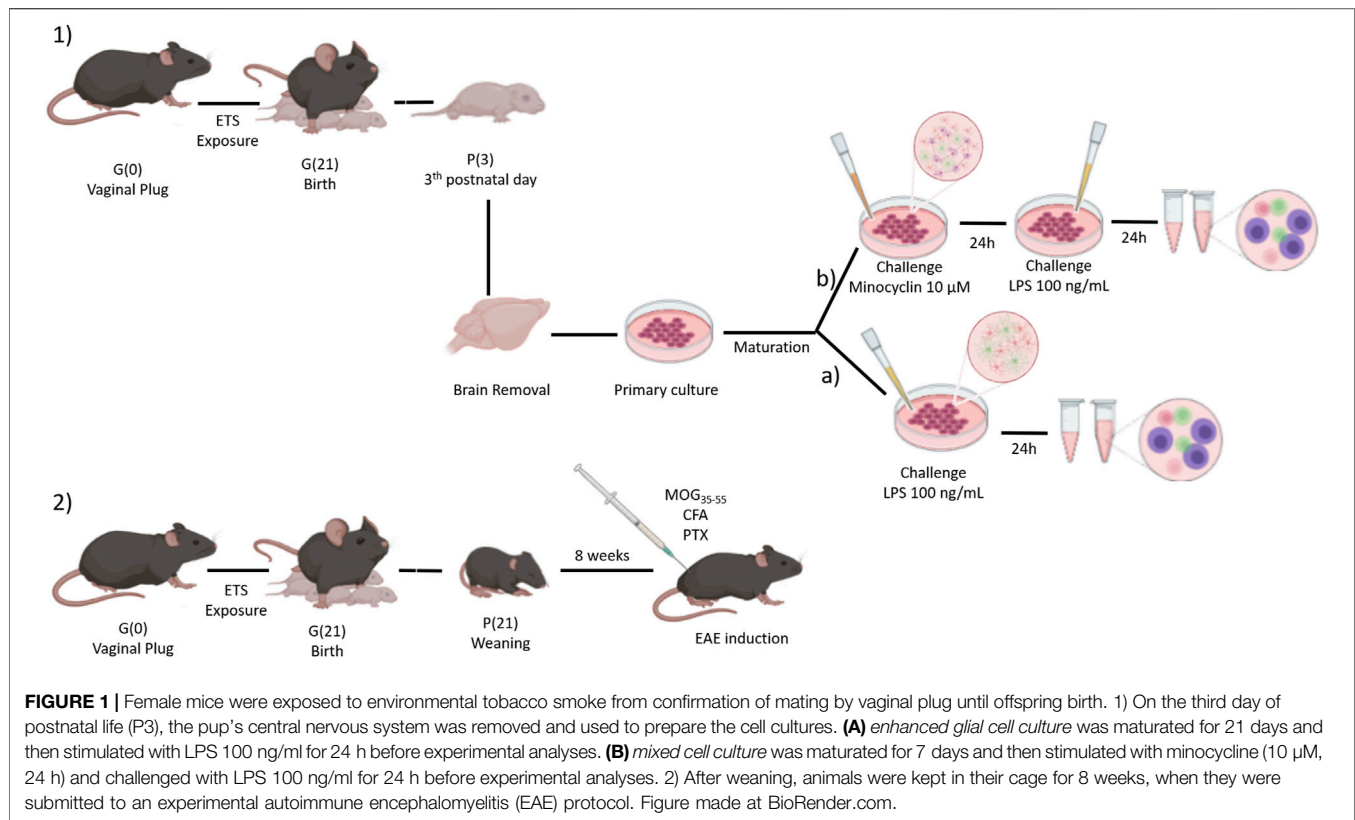 1)
ETS
Exposure
G(0)
Vaginal Plug
G(21)
Birth
P(3)
3th postnatal day
Brain Removal
Primary culture
Maturation
b)
Challenge
Minocyclin 10 µM
24h
Challenge
LPS 100 ng/mL
24h
a)
Challenge
LPS 100 ng/mL
24h
2)
ETS
Exposure
G(0)
Vaginal Plug
G(21)
Birth
P(21)
Weaning
8 weeks
MOG35-55
CFA
PTX
EAE induction
FIGURE 1 | Female mice were exposed to environmental tobacco smoke from confirmation of mating by vaginal plug until offspring birth. 1) On the third day of
postnatal life (P3), the pup's central nervous system was removed and used to prepare the cell cultures. (A) enhanced glial cell culture was maturated for 21 days and
then stimulated with LPS 100 ng/ml for 24 h before experimental analyses. (B) mixed cell culture was maturated for 7 days and then stimulated with minocycline (10 µM,
24 h) and challenged with LPS 100 ng/ml for 24 h before experimental analyses. 2) After weaning, animals were kept in their cage for 8 weeks, when they were
submitted to an experimental autoimmune encephalomyelitis (EAE) protocol. Figure made at BioRender.com.